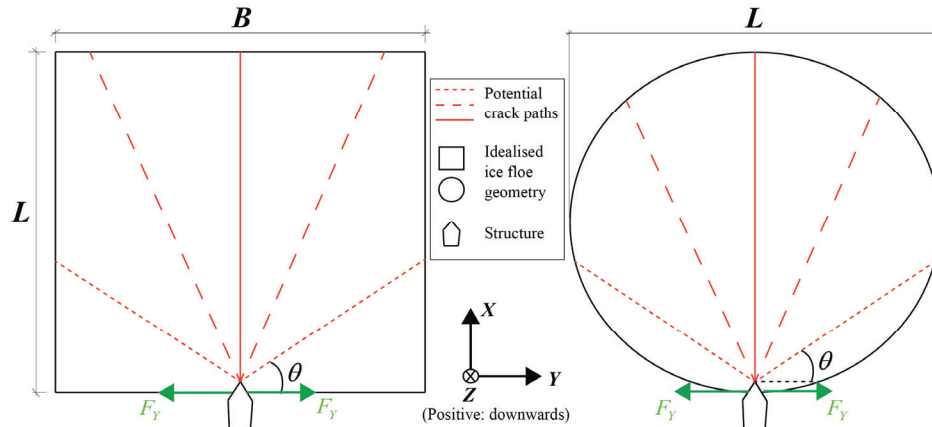 B
L
L
Potential
crack paths
Idealised
ice floe
geometry
Structure
θ
θ
X
Y
Z
(Positive: downwards)
F_Y
F_Y
F_Y
F_Y